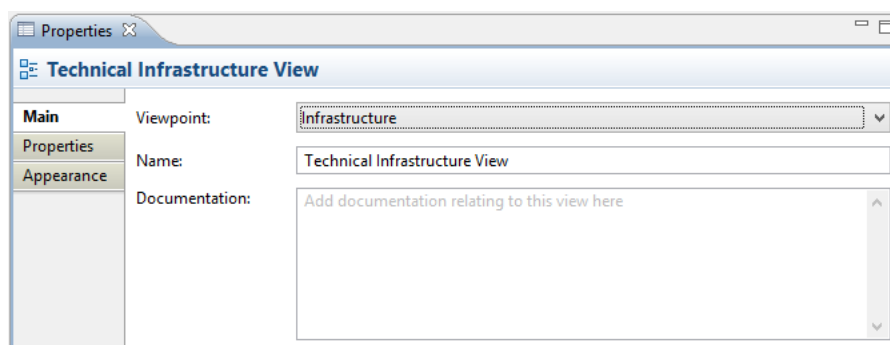 Properties
Technical Infrastructure View
Main
Properties
Appearance
Viewpoint:
Infrastructure
Name:
Technical Infrastructure View
Documentation:
Add documentation relating to this view here